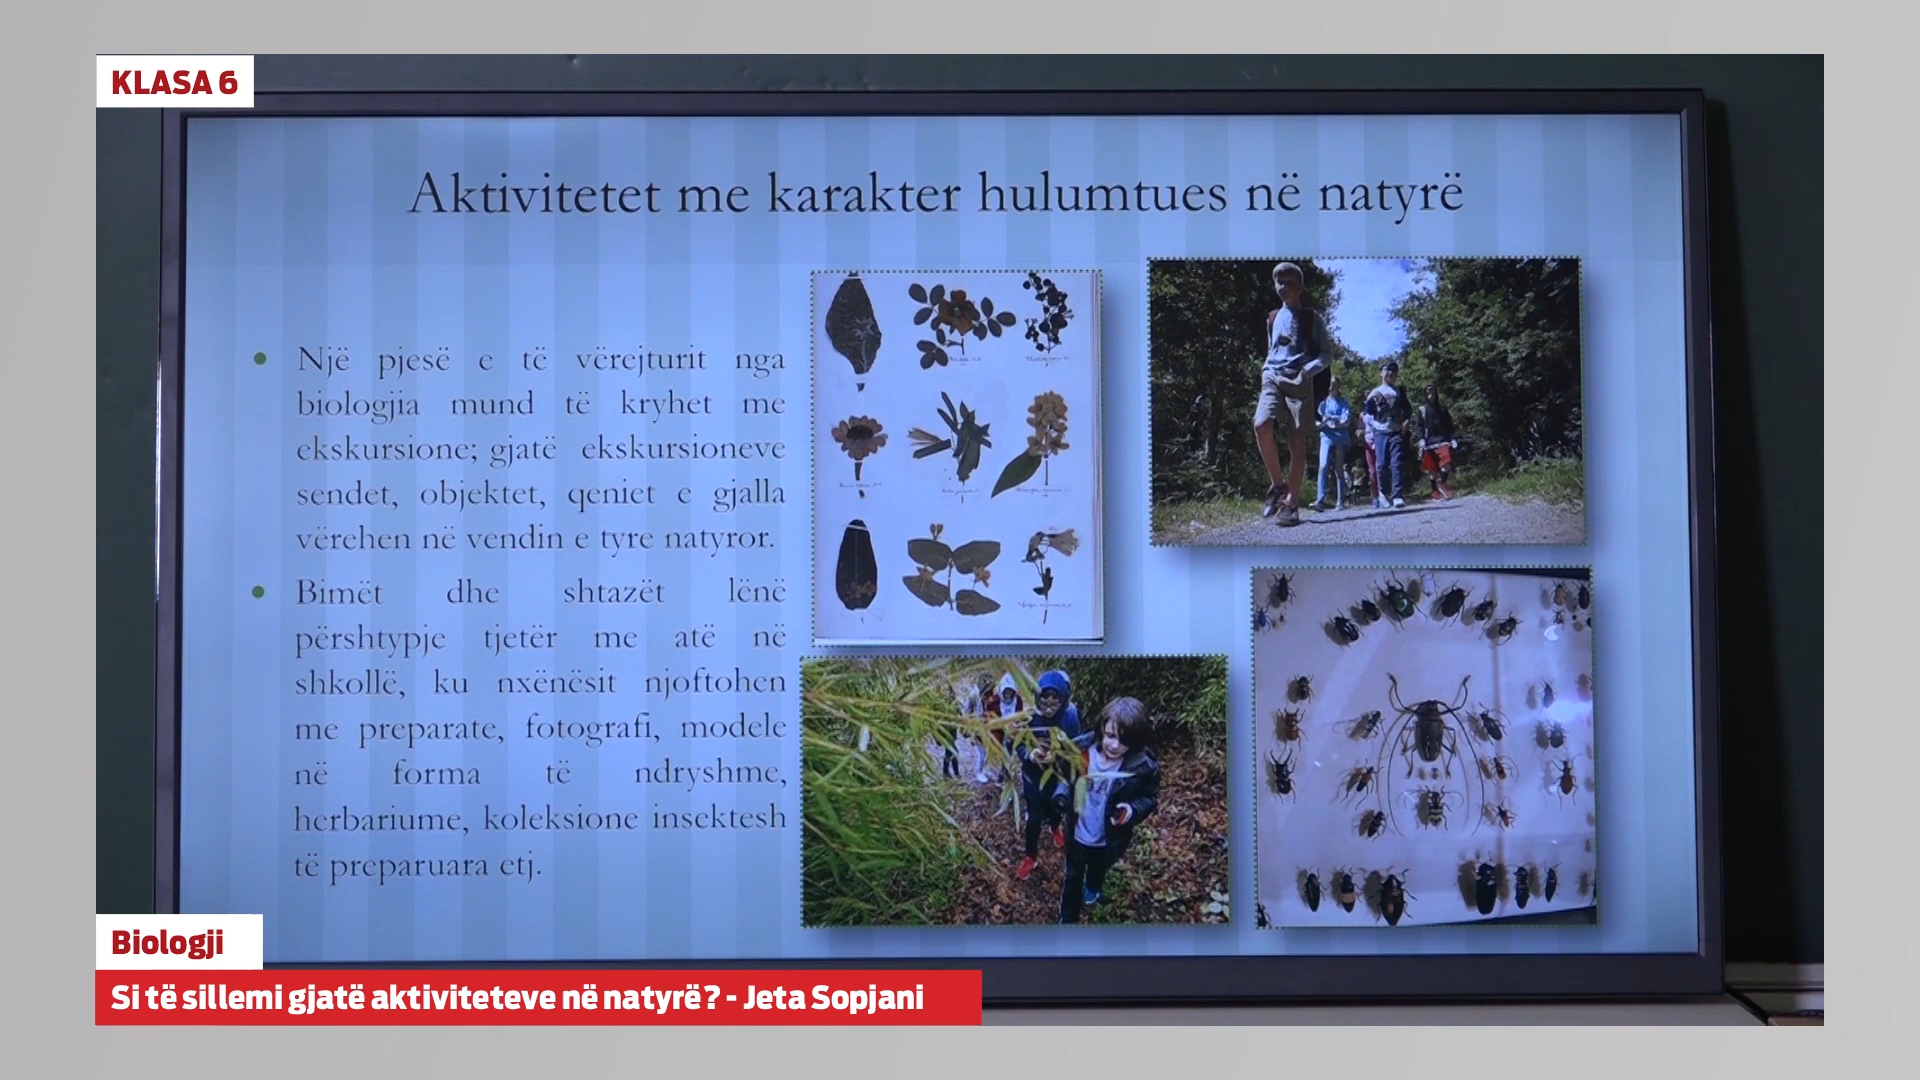 KLASA 6
Aktivitetet me karakter hulumtues në natyrë
• Një pjesë e të vërejturit nga
biologjia mund të kryhet me
ekskursione; gjatë ekskursioneve
sendet, objektet, qeniet e gjalla
vërehen në vendin e tyre natyror.
• Bimët dhe shtazët lënë
përshtypje tjetër me atë në
shkollë, ku nxënësit njoftohen
me preparate, fotografi, modele
në forma të ndryshme,
herbariume, koleksione insektesh
të preparuara etj.
Biologji
Si të sillemi gjatë aktiviteteve në natyrë? - Jeta Sopjani